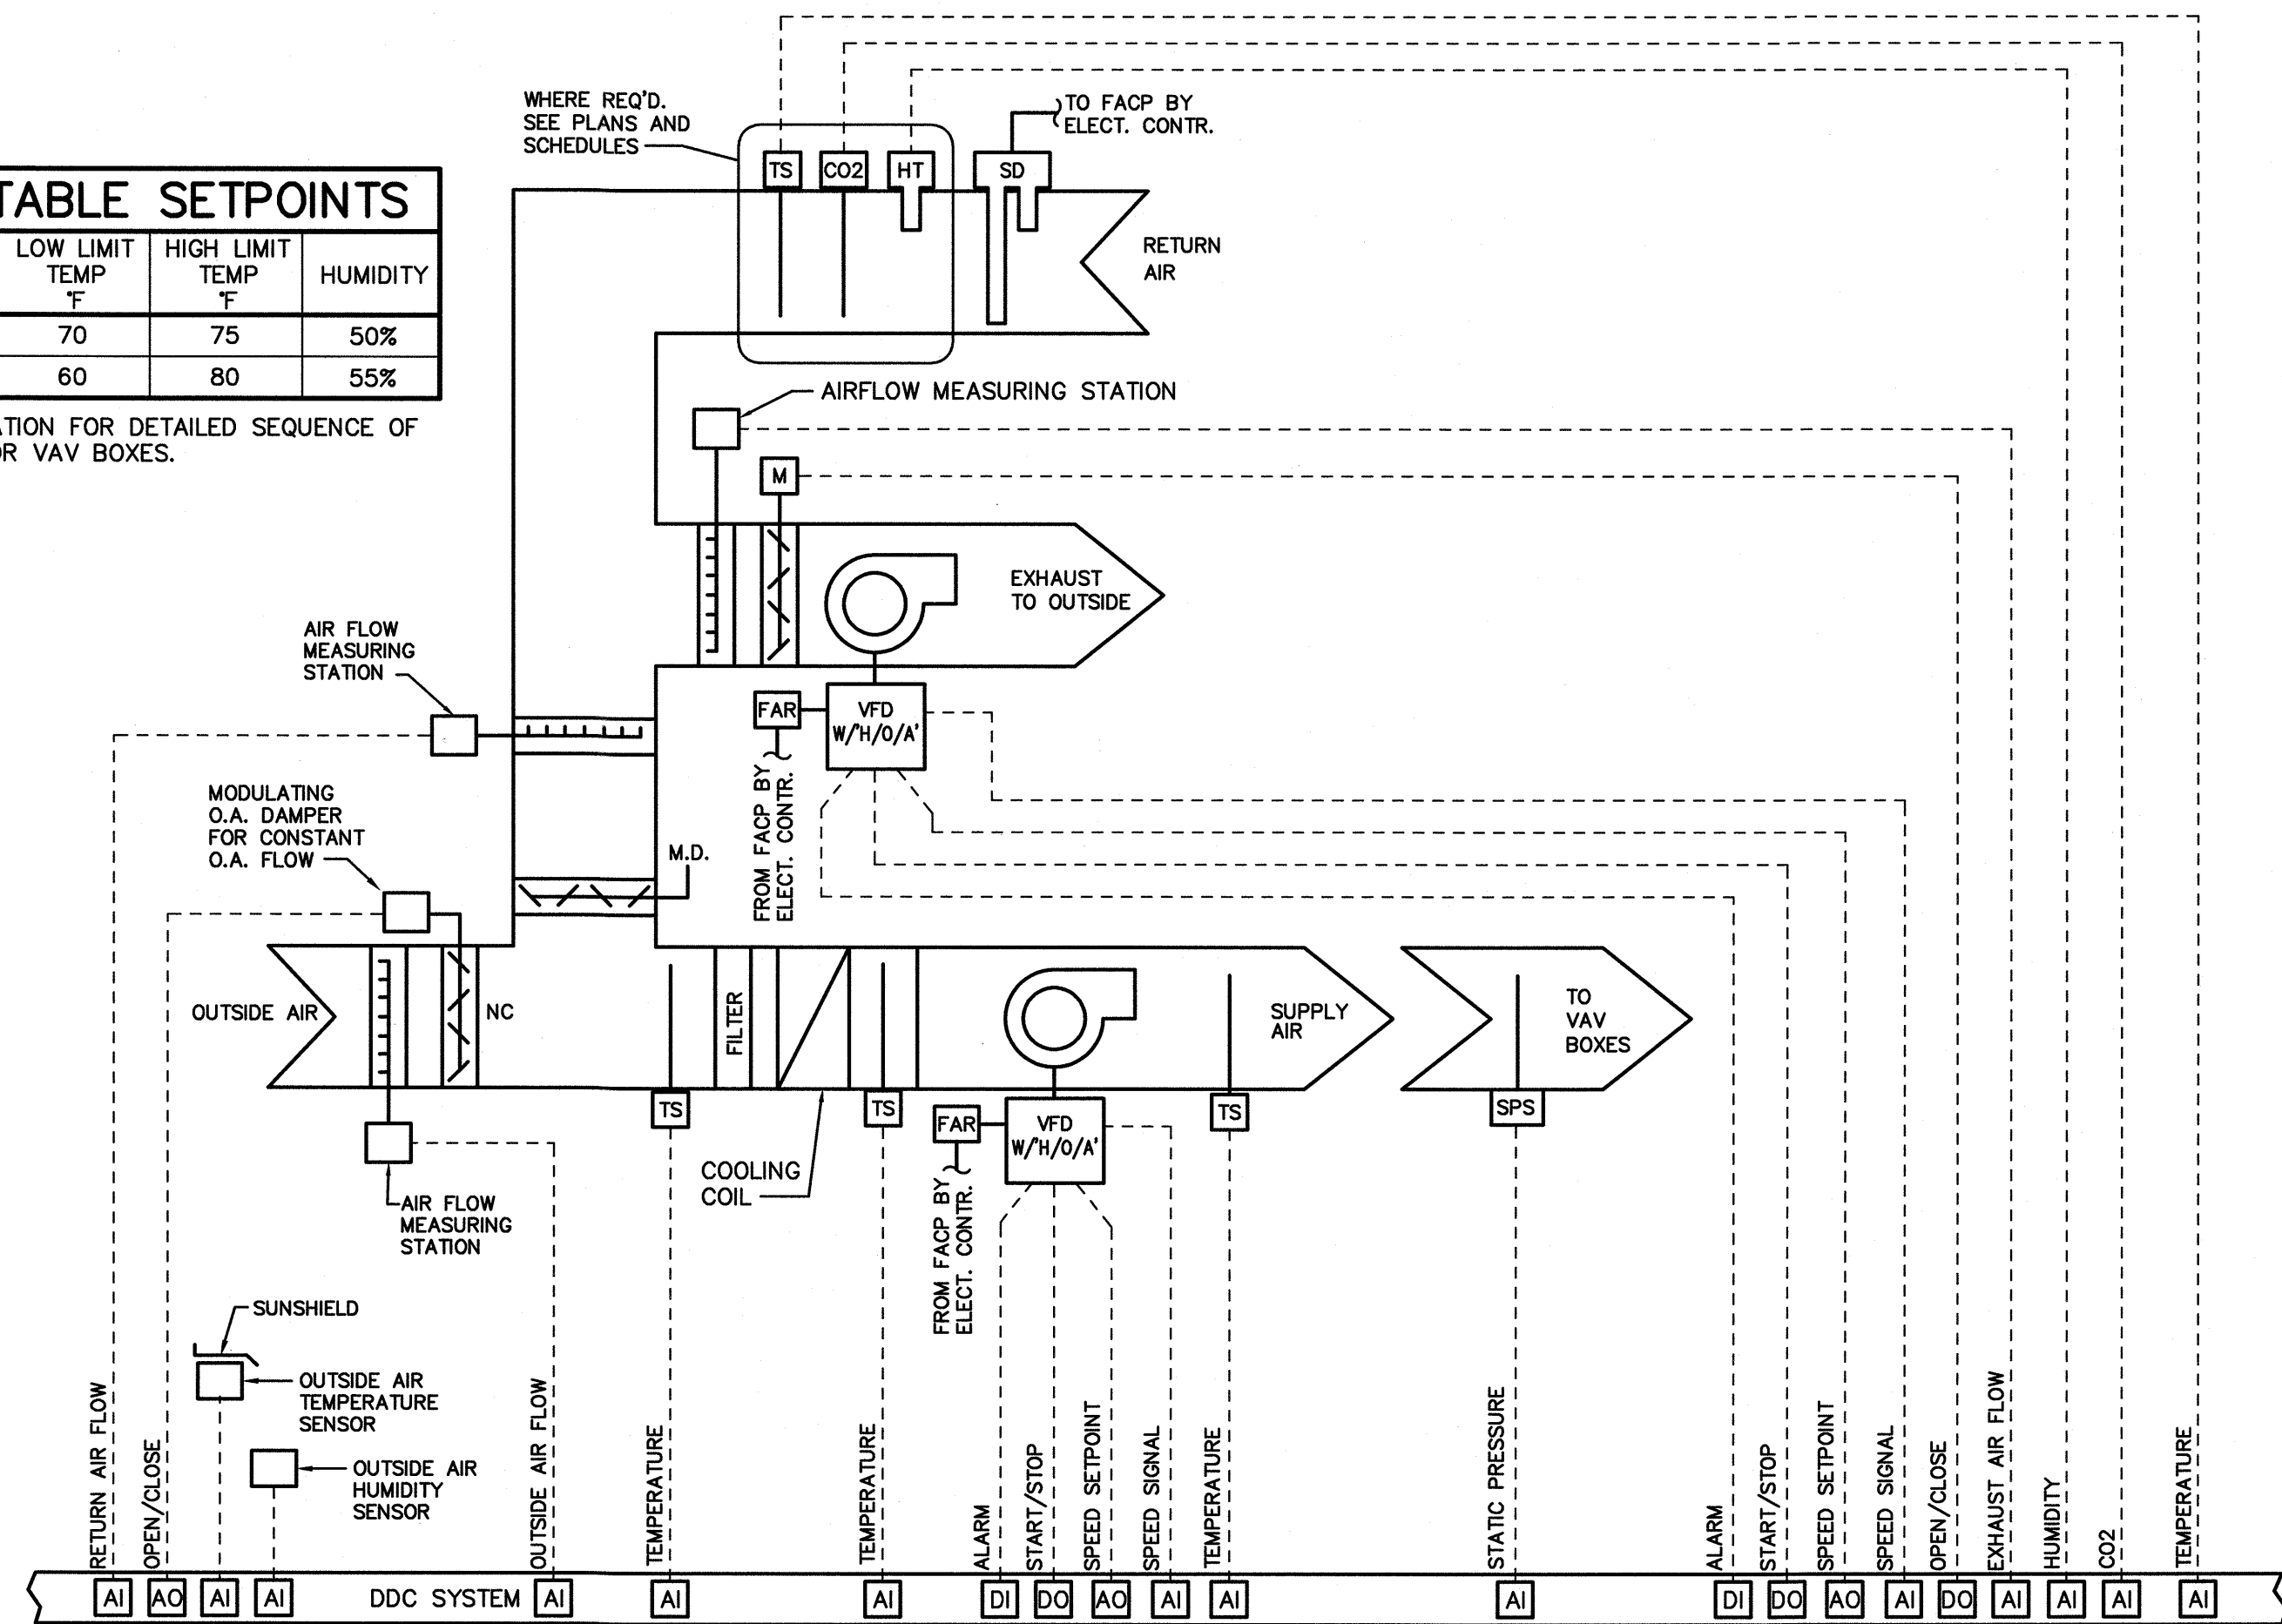 WHERE REQ'D.
SEE PLANS AND
SCHEDULES
TO FACP BY
ELECT. CONTR.
TS
CO2
HT
SD
RETURN
AIR
TABLE SETPOINTS
LOW LIMIT
TEMP
°F
HIGH LIMIT
TEMP
°F
HUMIDITY
70
75
50%
60
80
55%
ATION FOR DETAILED SEQUENCE OF
OR VAV BOXES.
AIRFLOW MEASURING STATION
M
EXHAUST
TO OUTSIDE
AIR FLOW
MEASURING
STATION
FAR
VFD
W/'H/O/A'
FROM FACP BY
ELECT. CONTR.
MODULATING
O.A. DAMPER
FOR CONSTANT
O.A. FLOW
M.D.
OUTSIDE AIR
NC
FILTER
SUPPLY
AIR
TO
VAV
BOXES
TS
TS
FAR
VFD
W/'H/O/A'
TS
SPS
COOLING
COIL
FROM FACP BY
ELECT. CONTR.
AIR FLOW
MEASURING
STATION
SUNSHIELD
OUTSIDE AIR
TEMPERATURE
SENSOR
OUTSIDE AIR
HUMIDITY
SENSOR
RETURN AIR FLOW
OPEN/CLOSE
OUTSIDE AIR FLOW
TEMPERATURE
TEMPERATURE
ALARM
START/STOP
SPEED SETPOINT
SPEED SIGNAL
TEMPERATURE
STATIC PRESSURE
ALARM
START/STOP
SPEED SETPOINT
SPEED SIGNAL
OPEN/CLOSE
EXHAUST AIR FLOW
HUMIDITY
CO2
TEMPERATURE
AI
AO
AI
AI
DDC SYSTEM
AI
AI
AI
DI
DO
AO
AI
AI
AI
DI
DO
AO
AI
DO
AI
AI
AI
AI